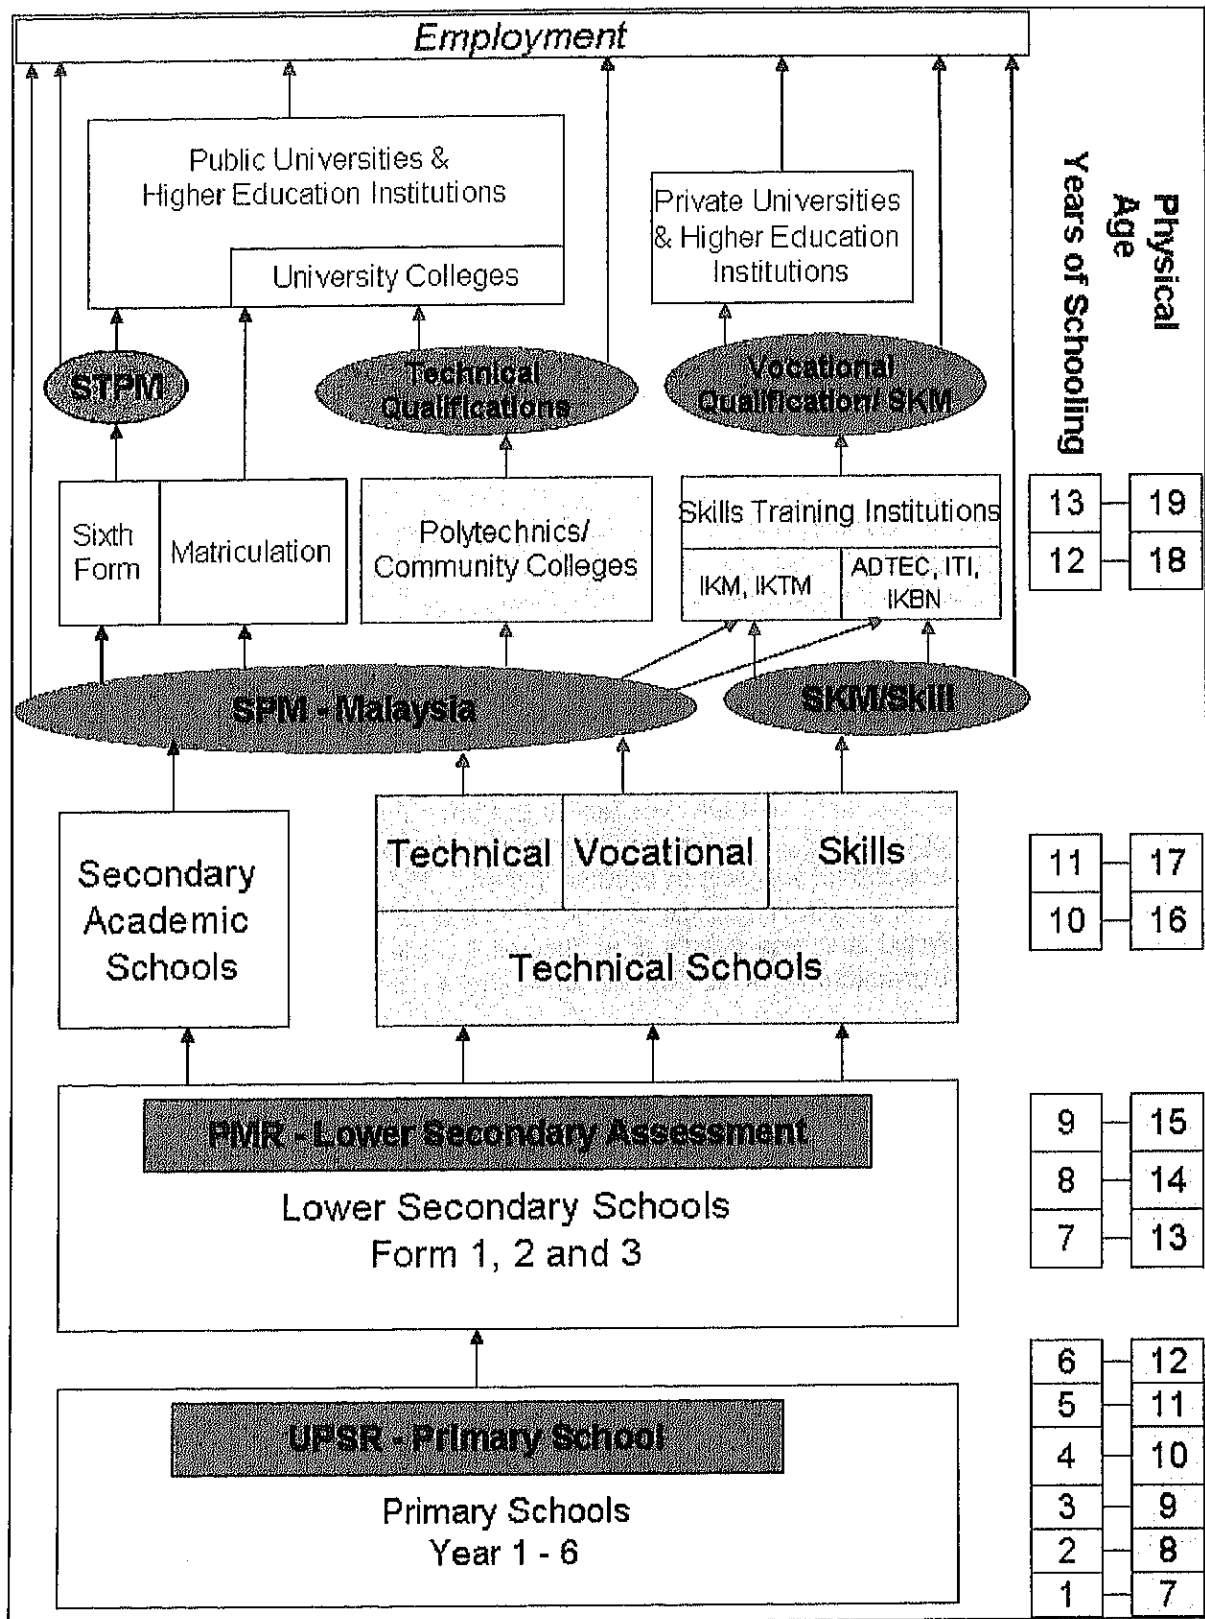 Employment
Public Universities &
Higher Education Institutions
University Colleges
Private Universities
& Higher Education
Institutions
Physical
Age
Years of Schooling
STPM
Technical
Qualifications
Vocational
Qualification/ SKM
Sixth
Form
Matriculation
Polytechnics/
Community Colleges
Skills Training Institutions
IKM, IKTM
ADTEC, ITI,
IKBN
13 19
12 18
SPM - Malaysia
SKM/Skill
Secondary
Academic
Schools
Technical
Vocational
Skills
Technical Schools
11 17
10 16
PMR - Lower Secondary Assessment
Lower Secondary Schools
Form 1, 2 and 3
9 15
8 14
7 13
UPSR - Primary School
Primary Schools
Year 1 - 6
6 12
5 11
4 10
3 9
2 8
1 7